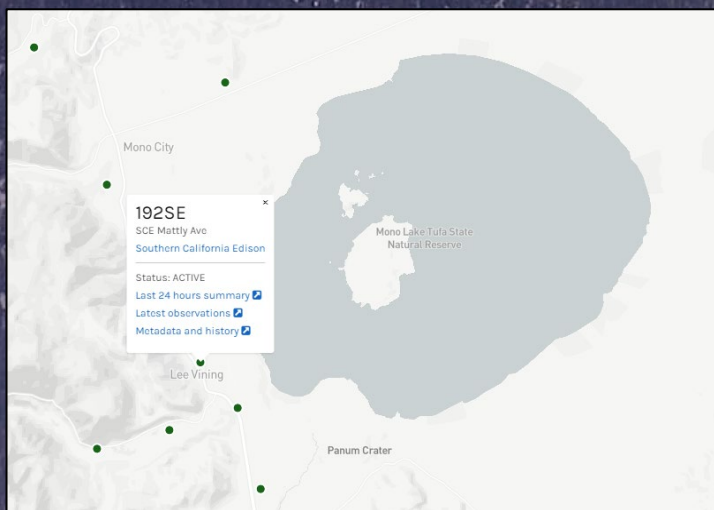 Mono City
192SE
×
SCE Mattly Ave
Southern California Edison
Status: ACTIVE
Last 24 hours summary
Latest observations
Metadata and history
Mono Lake Tufa State
Natural Reserve
Lee Vining
Panum Crater